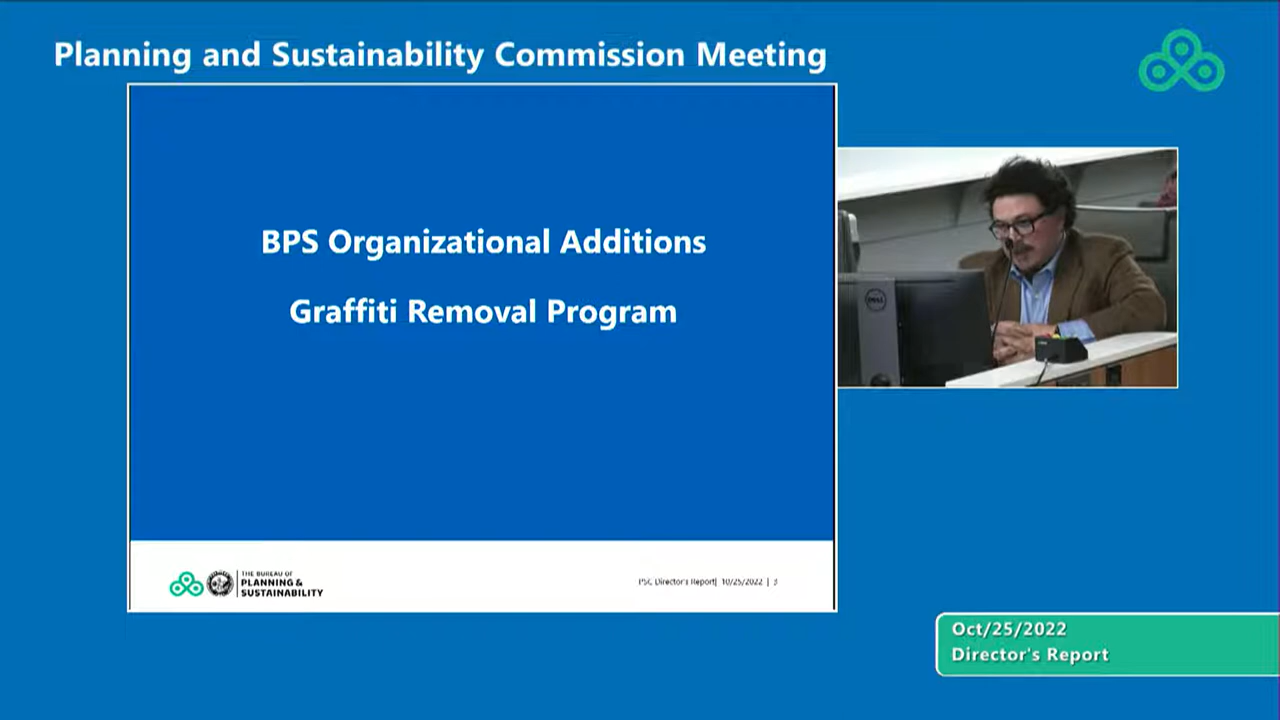 Planning and Sustainability Commission Meeting
BPS Organizational Additions
Graffiti Removal Program
DELL
THE BUREAU OF
PLANNING &
SUSTAINABILITY
PSC Director's Report| 10/25/2022 | 3
Oct/25/2022
Director's Report